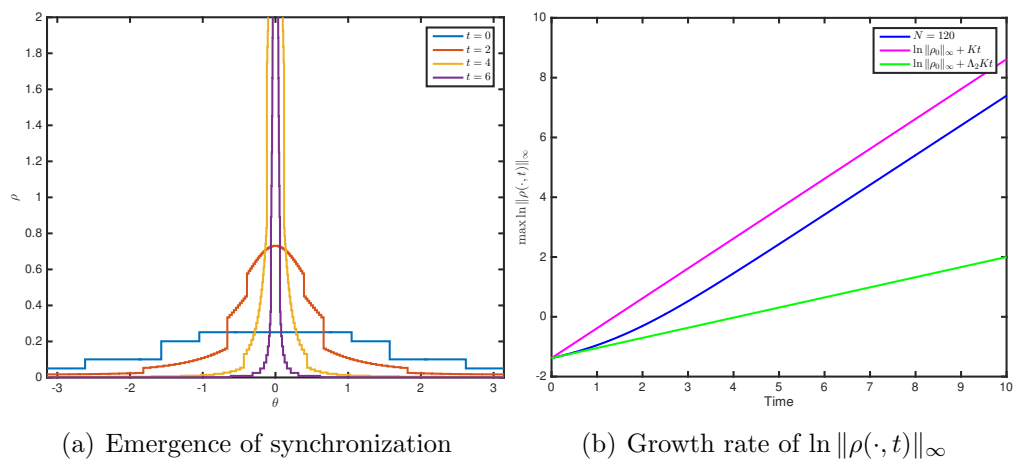 2
1.8
1.6
1.4
1.2
1
0.8
0.6
0.4
0.2
0
ρ
-3 -2 -1 0 1 2 3
θ
t = 0
t = 2
t = 4
t = 6
(a) Emergence of synchronization
10
8
6
4
2
0
-2
max ln ‖ρ(·, t)‖∞
0 1 2 3 4 5 6 7 8 9 10
Time
N = 120
ln ‖ρ₀‖∞ + Kt
ln ‖ρ₀‖∞ + Λ₂Kt
(b) Growth rate of ln ‖ρ(·, t)‖∞